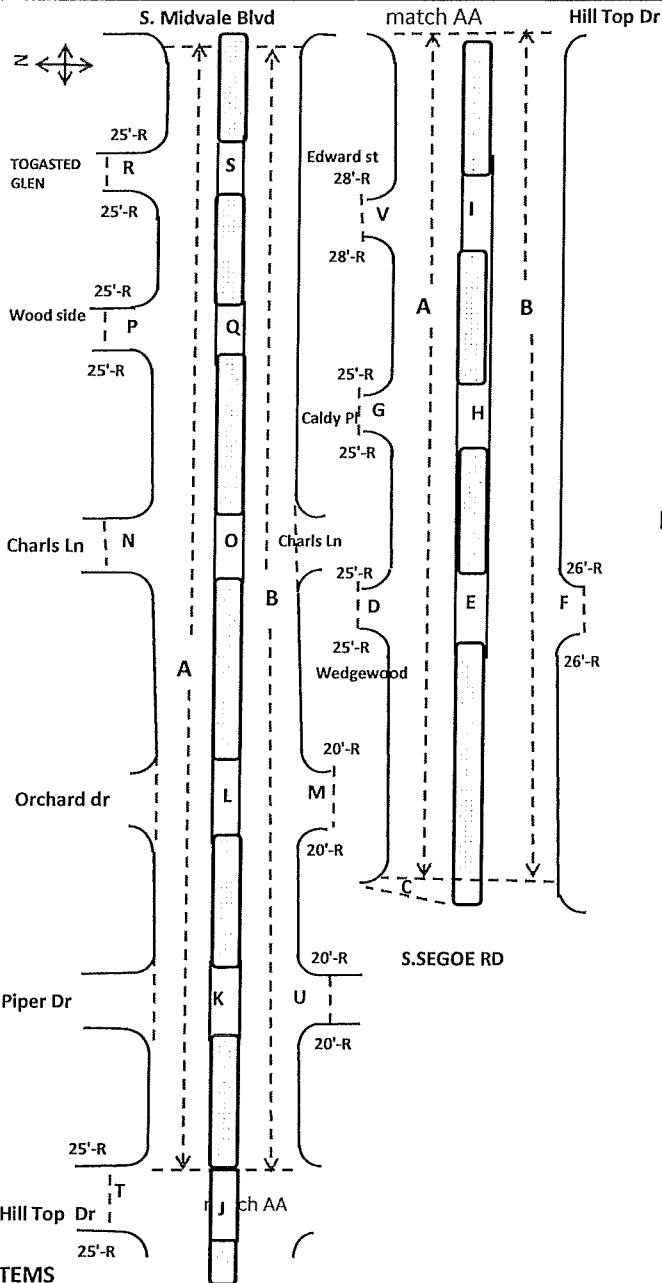 S. Midvale Blvd
match AA
Hill Top Dr
N
25'-R
TOGASTED
GLEN
R
S
25'-R
25'-R
Wood side
P
Q
25'-R
Charls Ln
N
O
Charls Ln
B
A
20'-R
Orchard dr
L
M
20'-R
20'-R
Piper Dr
K
U
20'-R
25'-R
T
J
ch AA
Hill Top Dr
25'-R
TEMS
Edward st
28'-R
V
I
28'-R
A
B
25'-R
Caldy Pl
G
H
25'-R
25'-R
D
E
F
26'-R
25'-R
Wedgewood
26'-R
C
S.SEGOE RD